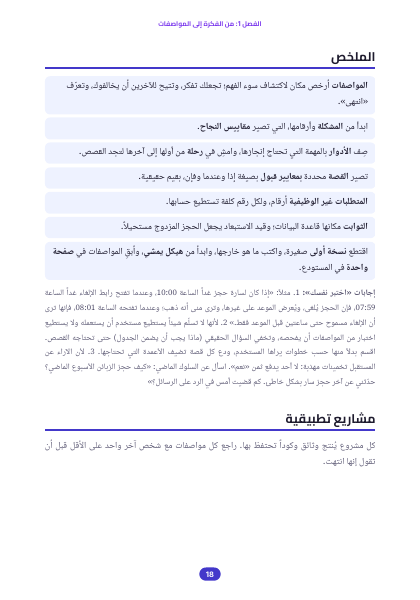 الفصل 1: من الفكرة إلى المواصفات
الملخص
المواصفات أرخص مكان لاكتشاف سوء الفهم؛ تجعلك تفكر، وتتيح للآخرين أن يخالفوك، وتعرّف
«انتهى».
ابدأ من المشكلة وأرقامها، التي تصير مقاييس النجاح.
صِف الأدوار بالمهمة التي تحتاج إنجازها، وامشِ في رحلة من أولها إلى آخرها لتجد القصص.
تصير القصة محددة بمعايير قبول بصيغة إذا وعندما وفإن، بقيم حقيقية.
المتطلبات غير الوظيفية أرقام، ولكل رقم كلفة تستطيع حسابها.
الثوابت مكانها قاعدة البيانات؛ وقيد الاستبعاد يجعل الحجز المزدوج مستحيلاً.
اقتطع نسخة أولى صغيرة، واكتب ما هو خارجها، وابدأ من هيكل يمشي، وأبقِ المواصفات في صفحة
واحدة في المستودع.
إجابات «اختبر نفسك»: 1. مثلاً: «إذا كان لسارة حجز غداً الساعة 10:00، وعندما تفتح رابط الإلغاء غداً الساعة
07:59، فإن الحجز يُلغى، ويُعرض الموعد على غيرها، وترى منى أنه ذهب؛ وعندما تفتحه الساعة 08:01، فإنها ترى
أن الإلغاء مسموح حتى ساعتين قبل الموعد فقط.» 2. لأنها لا تسلّم شيئاً يستطيع مستخدم أن يستعمله ولا يستطيع
اختبار من المواصفات أن يفحصه، وتخفي السؤال الحقيقي (ماذا يجب أن يضمن الجدول) حتى تحتاجه القصص.
اقسم بدلاً منها حسب خطوات يراها المستخدم، ودع كل قصة تضيف الأعمدة التي تحتاجها. 3. لأن الآراء عن
المستقبل تخمينات مهذبة: لا أحد يدفع ثمن «نعم». اسأل عن السلوك الماضي: «كيف حجز الزبائن الأسبوع الماضي؟
حدّثني عن آخر حجز سار بشكل خاطئ. كم قضيت أمس في الرد على الرسائل؟»
مشاريع تطبيقية
كل مشروع يُنتج وثائق وكوداً تحتفظ بها. راجع كل مواصفات مع شخص آخر واحد على الأقل قبل أن
تقول إنها انتهت.
18